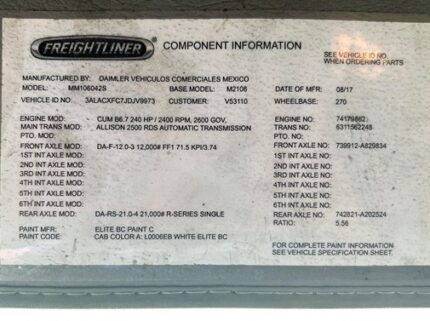 FREIGHTLINER COMPONENT INFORMATION SEE VEHICLE ID NO.
WHEN ORDERING PARTS
MANUFACTURED BY: DAIMLER VEHICULOS COMERCIALES MEXICO
MODEL: MM106042S BASE MODEL: M2106 DATE OF MFR: 08/17
VEHICLE ID NO: 3ALACXFC7JDJV9973 CUSTOMER: V53110 WHEELBASE: 270
ENGINE MOD: CUM B6.7 240 HP / 2400 RPM, 2600 GOV, ENGINE NO: 74179862
MAIN TRANS MOD: ALLISON 2500 RDS AUTOMATIC TRANSMISSION TRANS NO: 6311562248
PTO. MOD: PTO. NO:
FRONT AXLE MOD: DA-F-12.0-3 12,000# FF1 71.5 KPI/3.74 FRONT AXLE NO: 739912-A829834
1ST INT AXLE MOD: 1ST INT AXLE NO:
2ND INT AXLE MOD: 2ND INT AXLE NO:
3RD INT AXLE MOD: 3RD INT AXLE NO:
4TH INT AXLE MOD: 4TH INT AXLE NO:
5TH INT AXLE MOD: 5TH INT AXLE NO:
6TH INT AXLE MOD: 6TH INT AXLE NO:
REAR AXLE MOD: DA-RS-21.0-4 21,000# R-SERIES SINGLE REAR AXLE NO: 742821-A202524
RATIO: 5.56
PAINT MFR: ELITE BC PAINT C
PAINT CODE: CAB COLOR A: L0006EB WHITE ELITE BC
FOR COMPLETE PAINT INFORMATION
SEE VEHICLE SPECIFICATION SHEET.